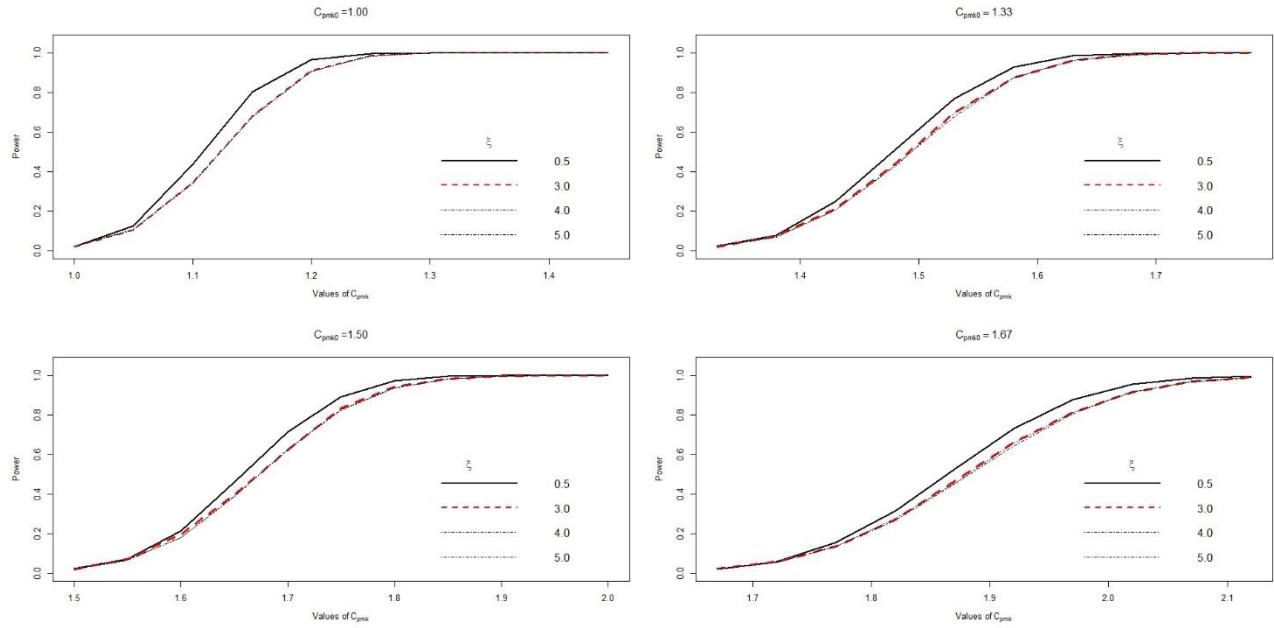 C_pmk0 =1.00
Power
1.0
0.8
0.6
0.4
0.2
0.0
ξ
0.5
3.0
4.0
5.0
1.0 1.1 1.2 1.3 1.4
Values of C_pmk
C_pmk0 = 1.33
Power
1.0
0.8
0.6
0.4
0.2
0.0
ξ
0.5
3.0
4.0
5.0
1.4 1.5 1.6 1.7
Values of C_pmk
C_pmk0 =1.50
Power
1.0
0.8
0.6
0.4
0.2
0.0
ξ
0.5
3.0
4.0
5.0
1.5 1.6 1.7 1.8 1.9 2.0
Values of C_pmk
C_pmk0 =1.67
Power
1.0
0.8
0.6
0.4
0.2
0.0
ξ
0.5
3.0
4.0
5.0
1.7 1.8 1.9 2.0 2.1
Values of C_pmk